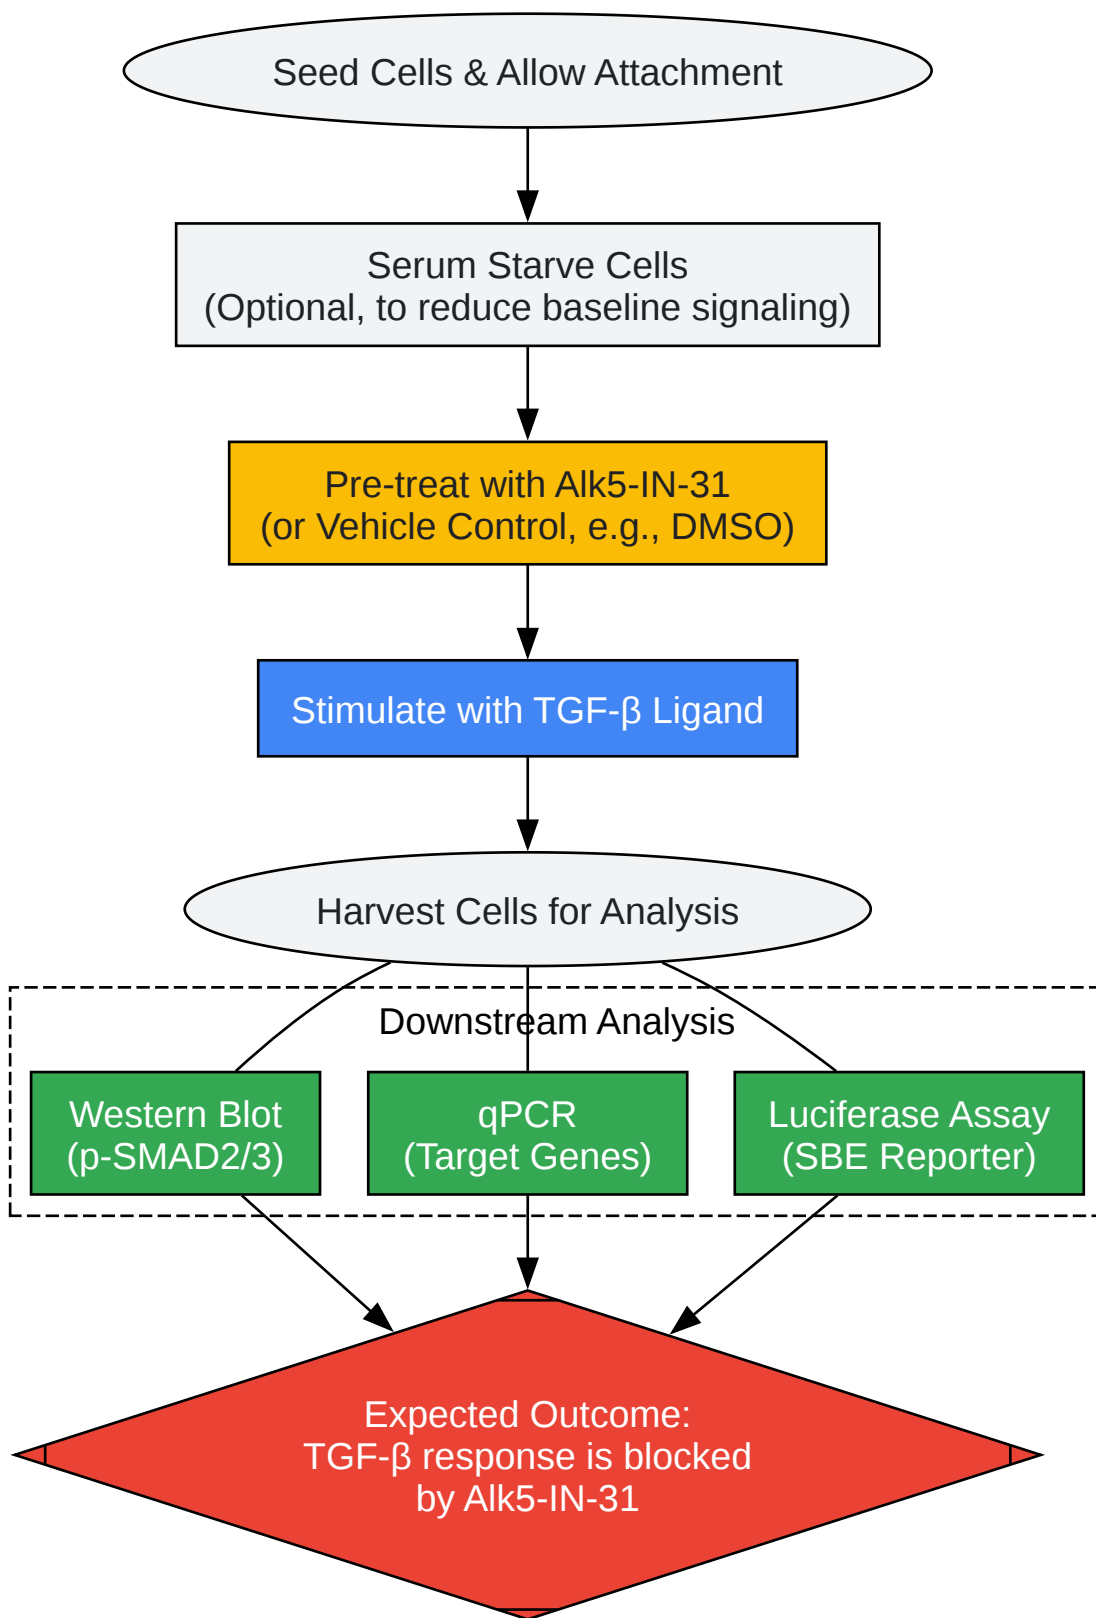 Seed Cells & Allow Attachment
Serum Starve Cells
(Optional, to reduce baseline signaling)
Pre-treat with Alk5-IN-31
(or Vehicle Control, e.g., DMSO)
Stimulate with TGF-β Ligand
Harvest Cells for Analysis
Downstream Analysis
Western Blot
(p-SMAD2/3)
qPCR
(Target Genes)
Luciferase Assay
(SBE Reporter)
Expected Outcome:
TGF-β response is blocked
by Alk5-IN-31